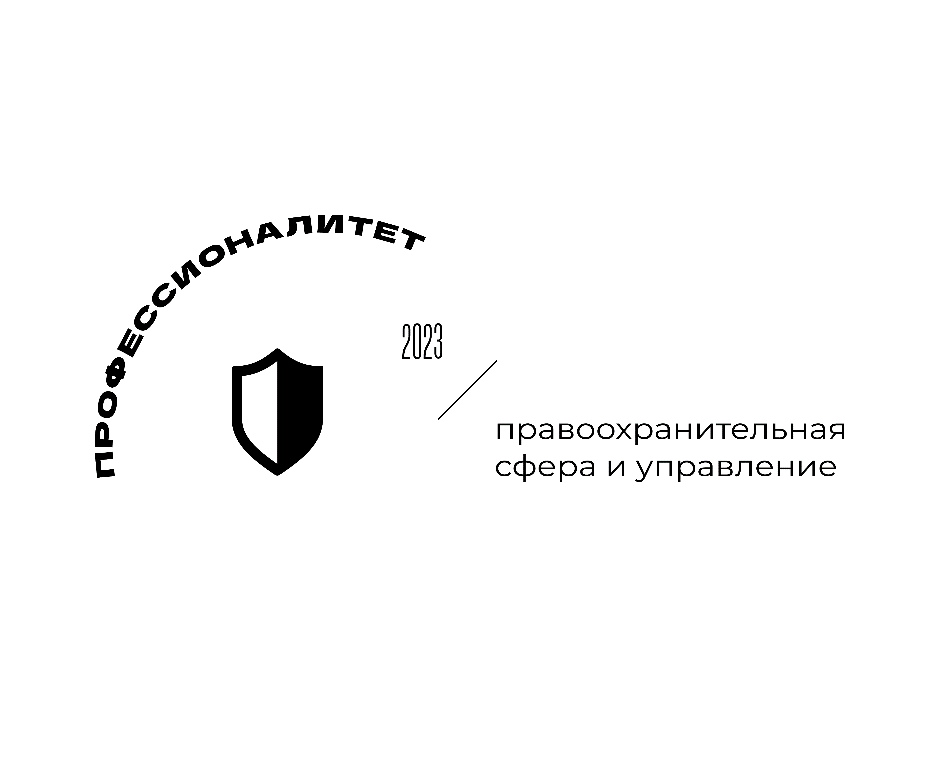 ПРОФЕССИОНАЛИТЕТ
2023
правоохранительная
сфера и управление